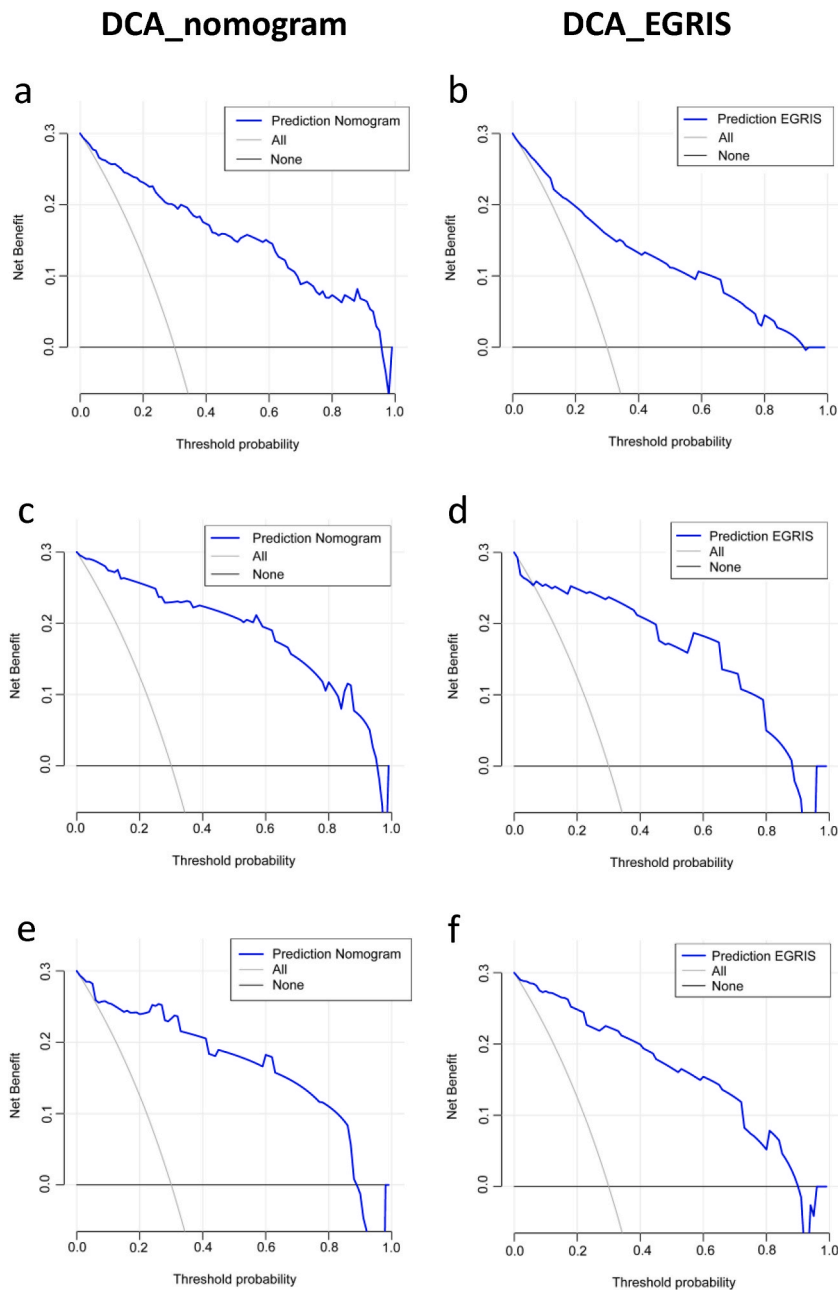 DCA_nomogram
DCA_EGRIS
a
Prediction Nomogram
All
None
Net Benefit
0.3
0.2
0.1
0.0
0.0 0.2 0.4 0.6 0.8 1.0
Threshold probability
b
Prediction EGRIS
All
None
Net Benefit
0.3
0.2
0.1
0.0
0.0 0.2 0.4 0.6 0.8 1.0
Threshold probability
c
Prediction Nomogram
All
None
Net Benefit
0.3
0.2
0.1
0.0
0.0 0.2 0.4 0.6 0.8 1.0
Threshold probability
d
Prediction EGRIS
All
None
Net Benefit
0.3
0.2
0.1
0.0
0.0 0.2 0.4 0.6 0.8 1.0
Threshold probability
e
Prediction Nomogram
All
None
Net Benefit
0.3
0.2
0.1
0.0
0.0 0.2 0.4 0.6 0.8 1.0
Threshold probability
f
Prediction EGRIS
All
None
Net Benefit
0.3
0.2
0.1
0.0
0.0 0.2 0.4 0.6 0.8 1.0
Threshold probability